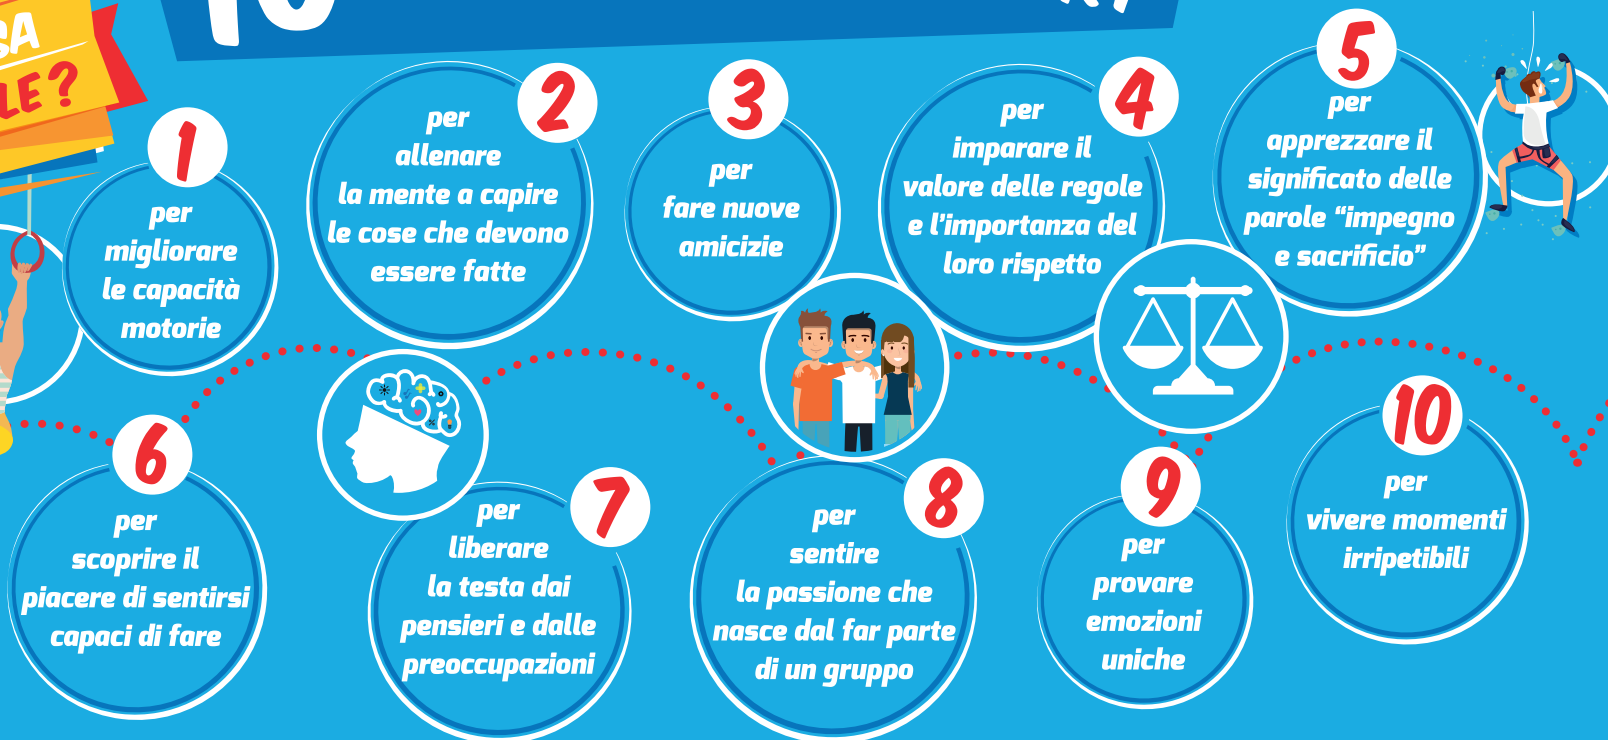 LE?
10
1
per
migliorare
le capacità
motorie
2
per
allenare
la mente a capire
le cose che devono
essere fatte
3
per
fare nuove
amicizie
4
per
imparare il
valore delle regole
e l'importanza del
loro rispetto
5
per
apprezzare il
significato delle
parole “impegno
e sacrificio”
6
per
scoprire il
piacere di sentirsi
capaci di fare
7
per
liberare
la testa dai
pensieri e dalle
preoccupazioni
8
per
sentire
la passione che
nasce dal far parte
di un gruppo
9
per
provare
emozioni
uniche
10
per
vivere momenti
irripetibili